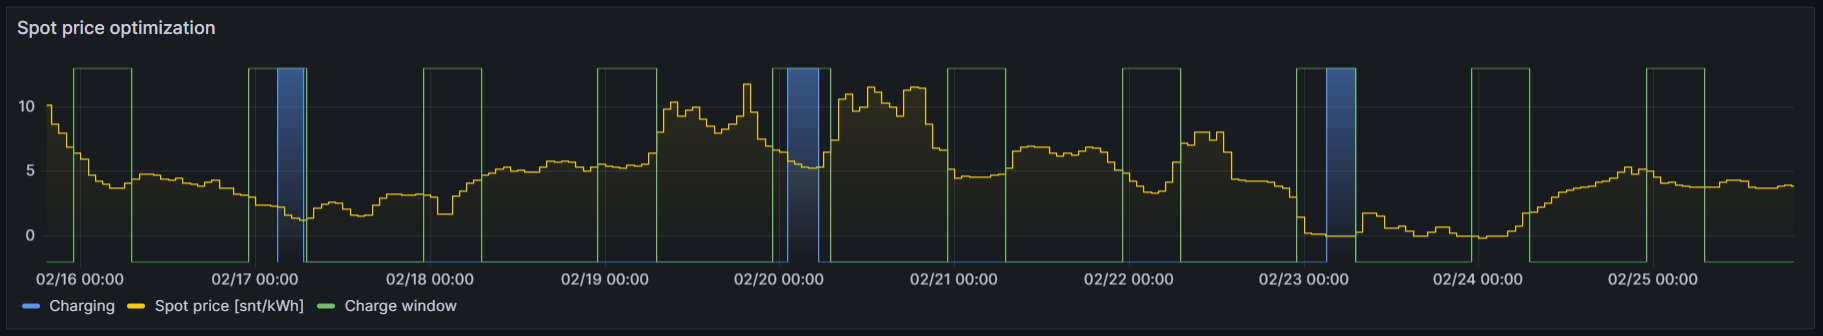 Spot price optimization
10
5
0
02/16 00:00 02/17 00:00 02/18 00:00 02/19 00:00 02/20 00:00 02/21 00:00 02/22 00:00 02/23 00:00 02/24 00:00 02/25 00:00
Charging Spot price [snt/kWh] Charge window